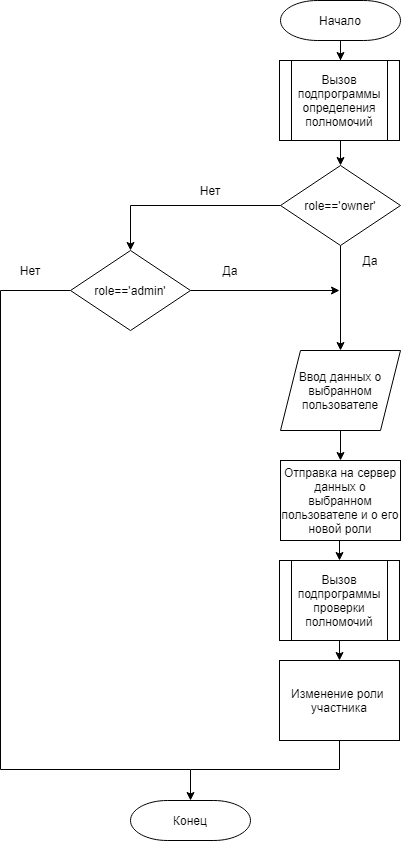 Начало
Вызов
подпрограммы
определения
полномочий
role=='owner'
Нет
Да
role=='admin'
Нет
Да
Ввод данных о
выбранном
пользователе
Отправка на сервер
данных о
выбранном
пользователе и о его
новой роли
Вызов
подпрограммы
проверки
полномочий
Изменение роли
участника
Конец